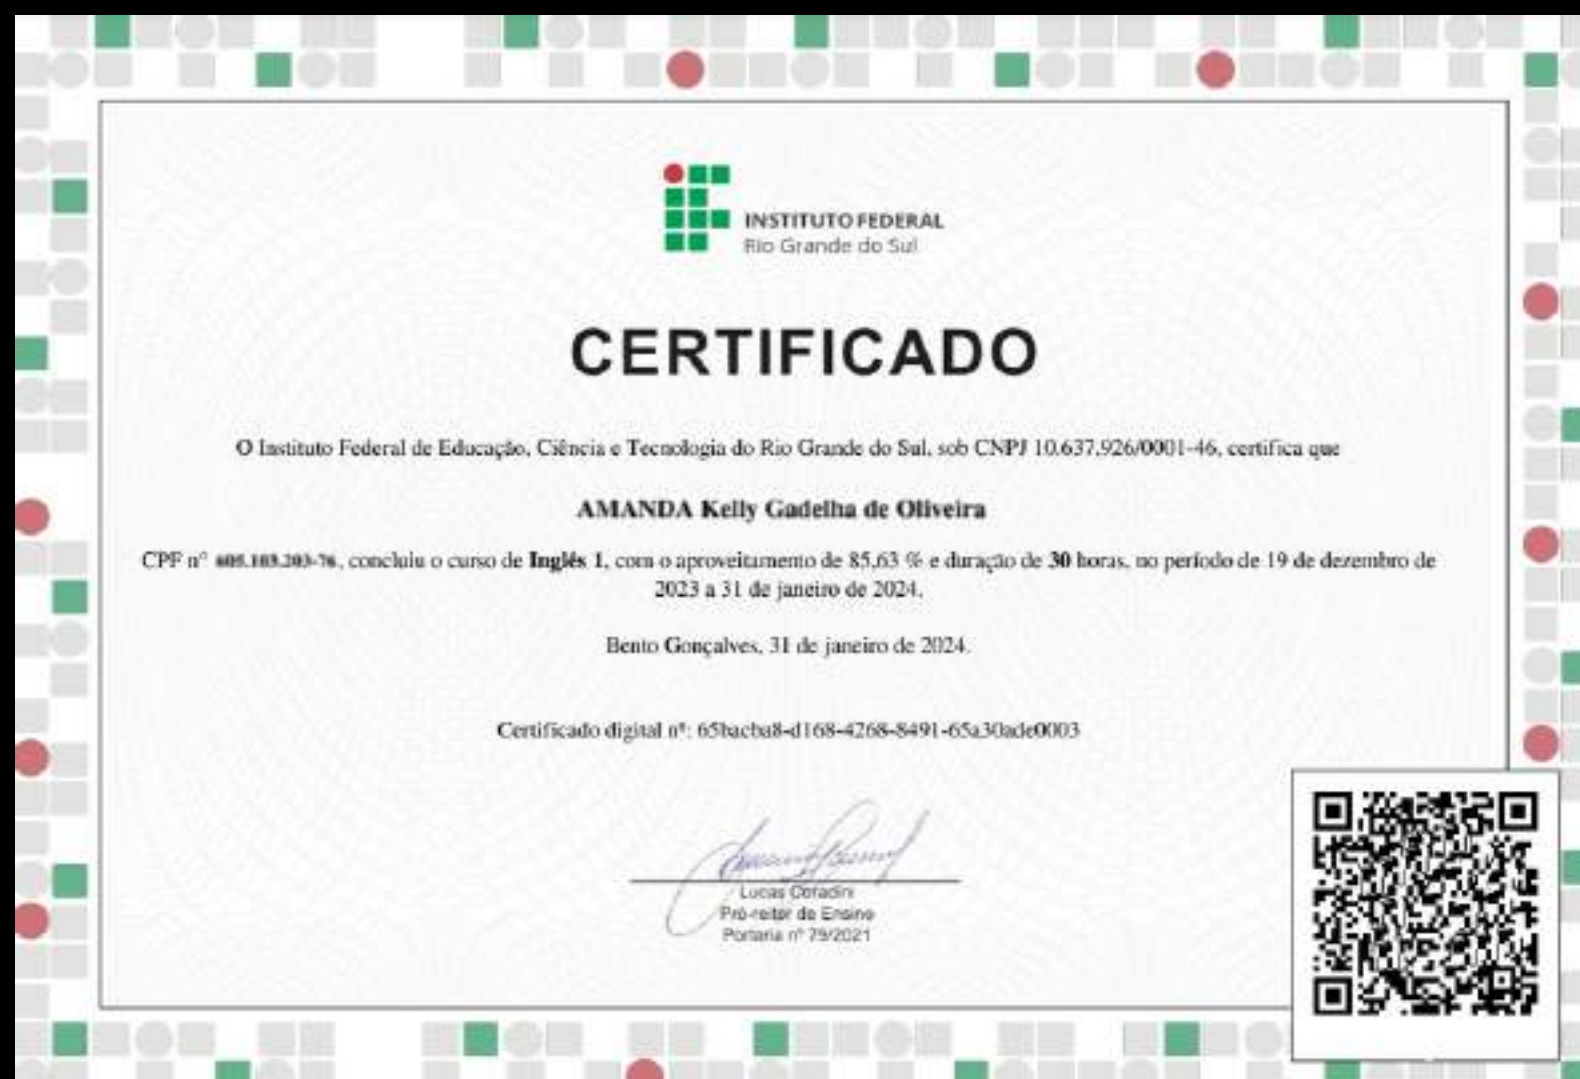 INSTITUTO FEDERAL
Rio Grande do Sul
CERTIFICADO
O Instituto Federal de Educação, Ciência e Tecnologia do Rio Grande do Sul, sob CNPJ 10.637.926/0001-46, certifica que
AMANDA Kelly Gadelha de Oliveira
CPF nº, concluiu o curso de Inglês 1, com o aproveitamento de 85,63 % e duração de 30 horas, no período de 19 de dezembro de
2023 a 31 de janeiro de 2024.
Bento Gonçalves, 31 de janeiro de 2024.
Certificado digital nº: 65bacba8-d168-4268-8491-65a30ade0003
Lucas Coradini
Pró-reitor de Ensino
Portaria nº 79/2021